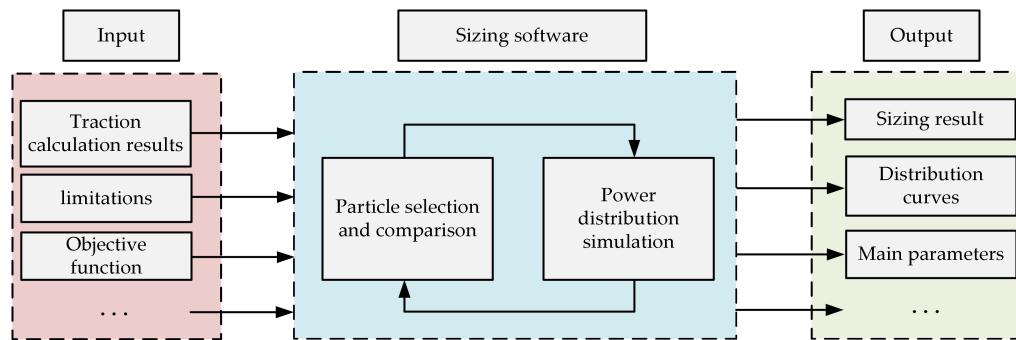 Input
Sizing software
Output
Traction
calculation results
limitations
Objective
function
...
Particle selection
and comparison
Power
distribution
simulation
Sizing result
Distribution
curves
Main parameters
...